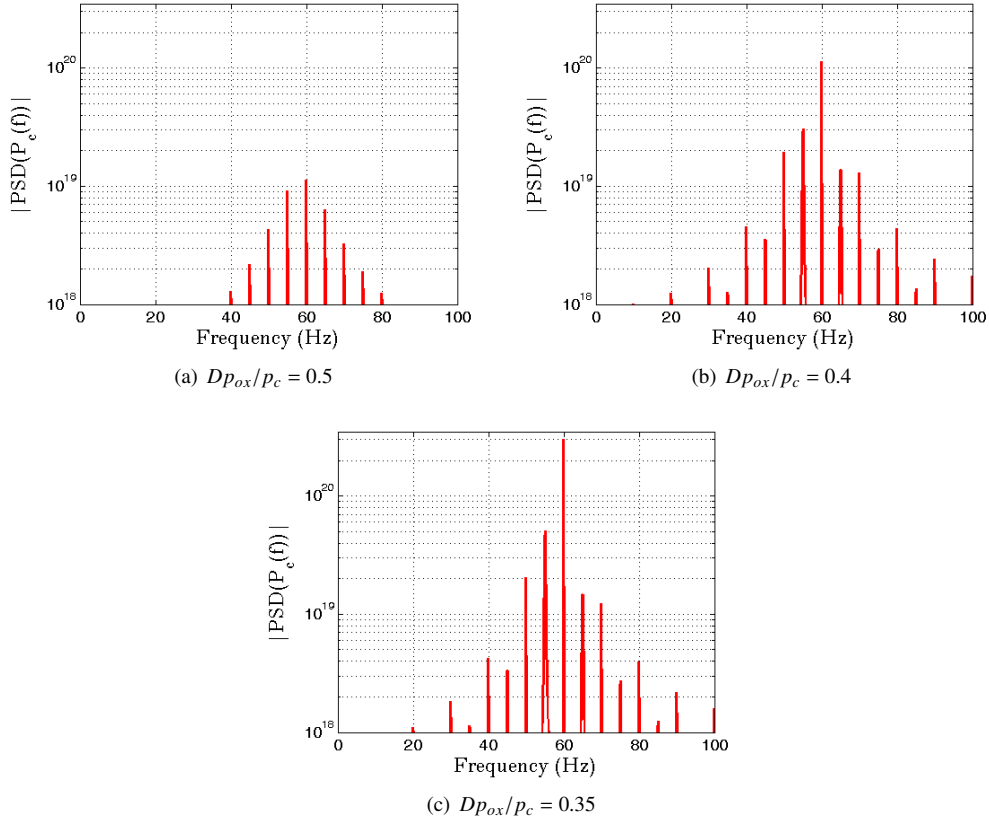 10^20
10^19
10^18
|PSD(P_c(f))|
0 20 40 60 80 100
Frequency (Hz)
(a) Dp_ox/p_c = 0.5
10^20
10^19
10^18
|PSD(P_c(f))|
0 20 40 60 80 100
Frequency (Hz)
(b) Dp_ox/p_c = 0.4
10^20
10^19
10^18
|PSD(P_c(f))|
0 20 40 60 80 100
Frequency (Hz)
(c) Dp_ox/p_c = 0.35